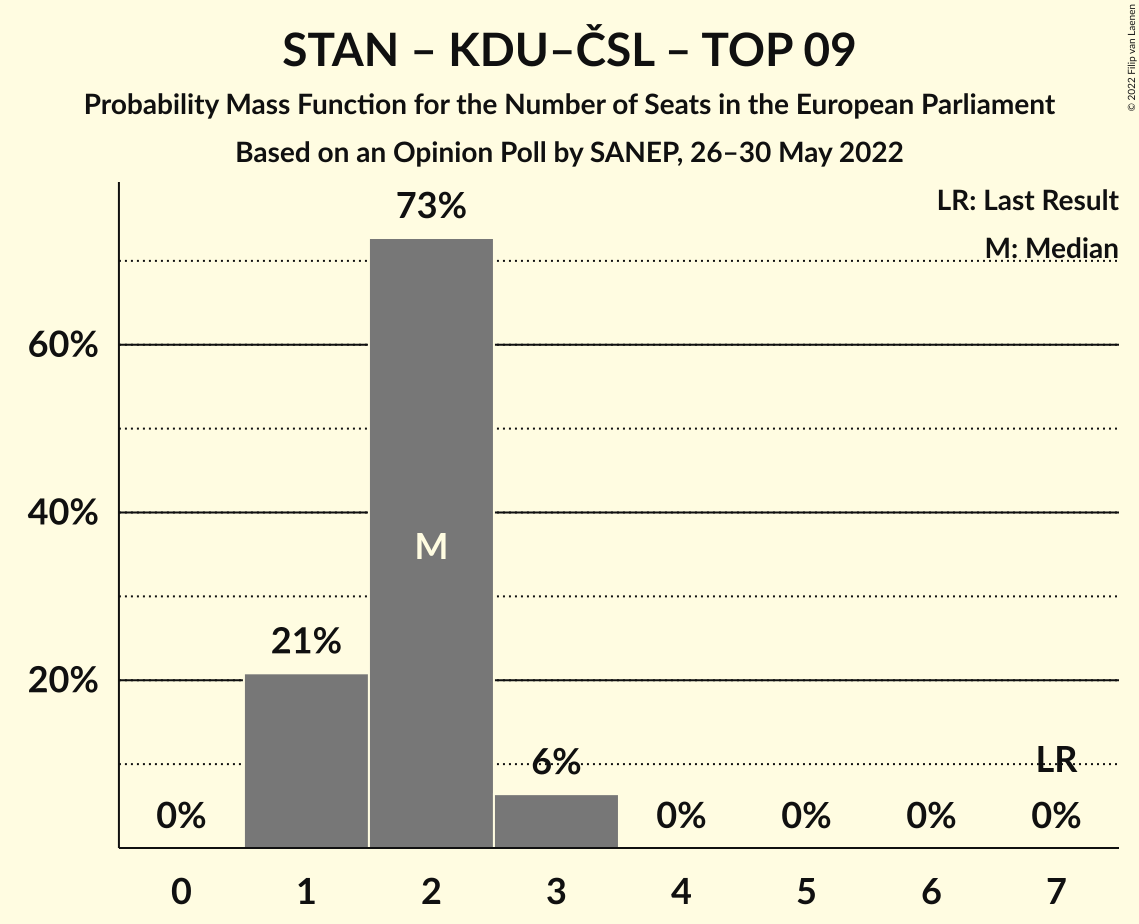 STAN – KDU–ČSL – TOP 09
Probability Mass Function for the Number of Seats in the European Parliament
Based on an Opinion Poll by SANEP, 26–30 May 2022
© 2022 Filip van Laenen
LR: Last Result
M: Median
73%
60%
40%
M
21%
20%
6%
LR
0% 0% 0% 0% 0%
0 1 2 3 4 5 6 7